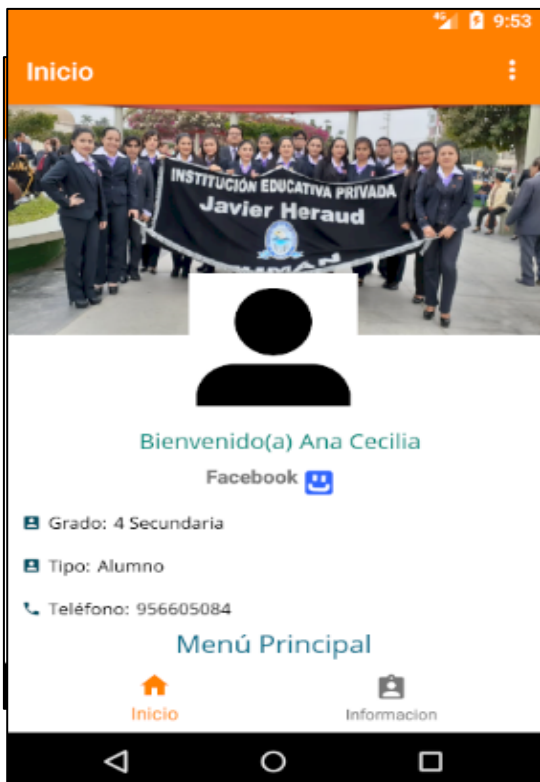 4G 9:53
Inicio
INSTITUCIÓN EDUCATIVA PRIVADA
Javier Heraud
Bienvenido(a) Ana Cecilia
Facebook
Grado: 4 Secundaria
Tipo: Alumno
Teléfono: 956605084
Menú Principal
Inicio
Informacion